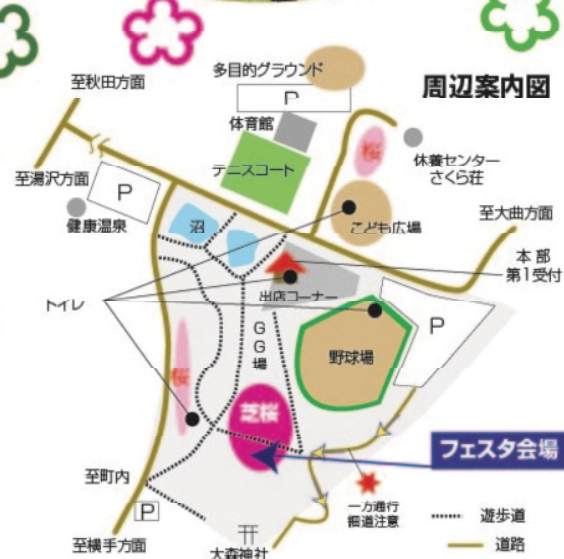 周辺案内図
至秋田方面
多目的グラウンド
P
体育館
テニスコート
桜
休養センター
さくら荘
至湯沢方面
P
健康温泉
沼
こども広場
至大曲方面
本部
第1受付
出店コーナー
トイレ
GG場
野球場
P
桜
芝桜
フェスタ会場
至町内
P
一方通行
細道注意
遊歩道
道路
至横手方面
大森神社